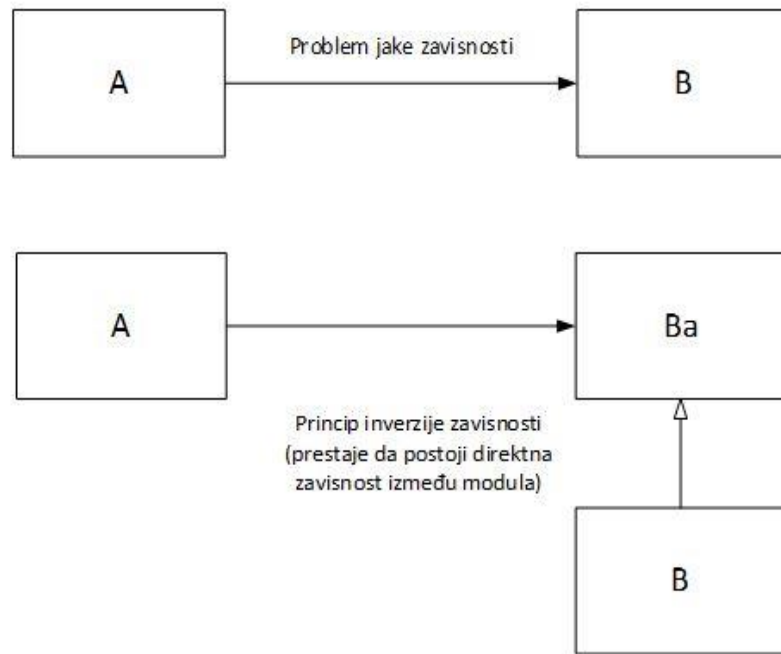 Problem jake zavisnosti
A
B
A
Ba
Princip inverzije zavisnosti
(prestaje da postoji direktna
zavisnost između modula)
B